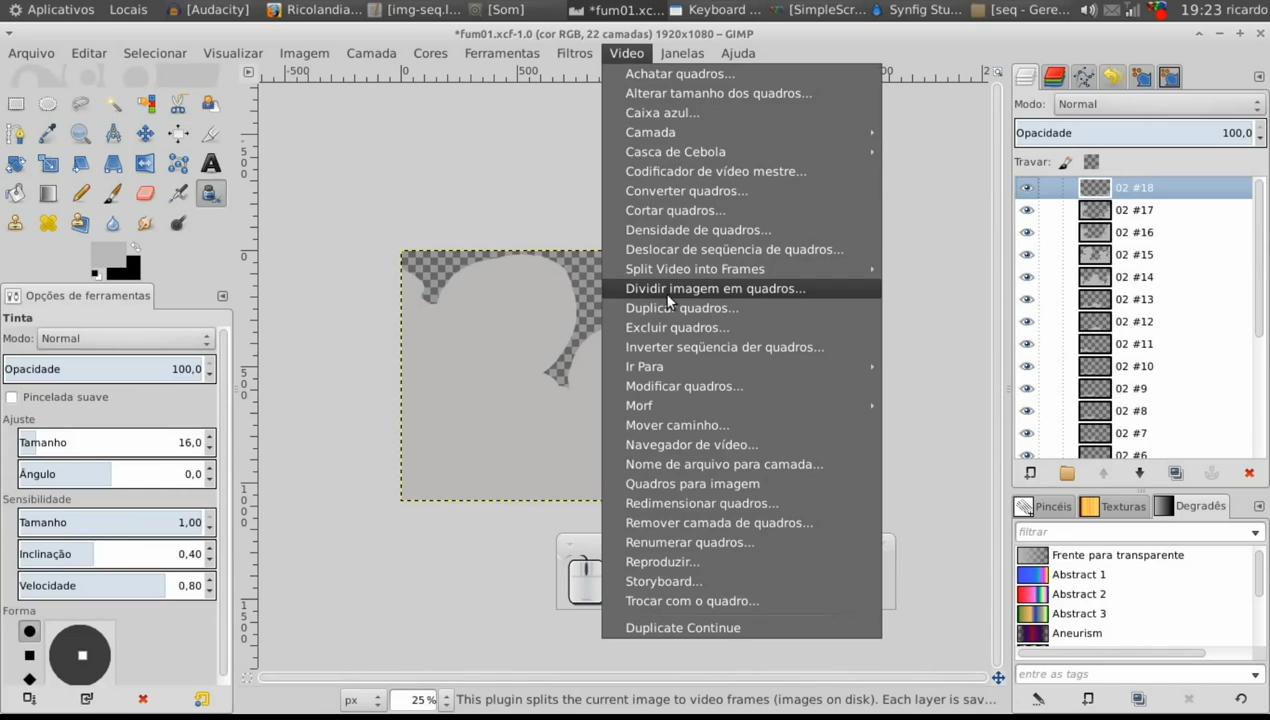 Aplicativos Locais [Audacity] Ricolandia... [img-seq.l... [Som] *fum01.xc... Keyboard ... [SimpleScr... Synfig Stu... [seq - Gere... 19:23 ricardo
*fum01.xcf-1.0 (cor RGB, 22 camadas) 1920x1080 – GIMP
Arquivo Editar Selecionar Visualizar Imagem Camada Cores Ferramentas Filtros Video Janelas Ajuda
-500 0 500
Achatar quadros...
Alterar tamanho dos quadros...
Caixa azul...
Camada
Casca de Cebola
Codificador de vídeo mestre...
Converter quadros...
Cortar quadros...
Densidade de quadros...
Deslocar de seqüencia de quadros...
Split Video into Frames
Dividir imagem em quadros...
Duplicar quadros...
Excluir quadros...
Inverter seqüencia der quadros...
Ir Para
Modificar quadros...
Morf
Mover caminho...
Navegador de vídeo...
Nome de arquivo para camada...
Quadros para imagem
Redimensionar quadros...
Remover camada de quadros...
Renumerar quadros...
Reproduzir...
Storyboard...
Trocar com o quadro...
Duplicate Continue
Opções de ferramentas
Tinta
Modo: Normal
Opacidade 100,0
Pincelada suave
Ajuste
Tamanho 16,0
Ângulo 0,0
Sensibilidade
Tamanho 1,00
Inclinação 0,40
Velocidade 0,80
Forma
px 25% This plugin splits the current image to video frames (images on disk). Each layer is sav...
Modo: Normal
Opacidade 100,0
Travar:
02 #18
02 #17
02 #16
02 #15
02 #14
02 #13
02 #12
02 #11
02 #10
02 #9
02 #8
02 #7
02 #6
Pincéis Texturas Degradês
filtrar
Frente para transparente
Abstract 1
Abstract 2
Abstract 3
Aneurism
entre as tags